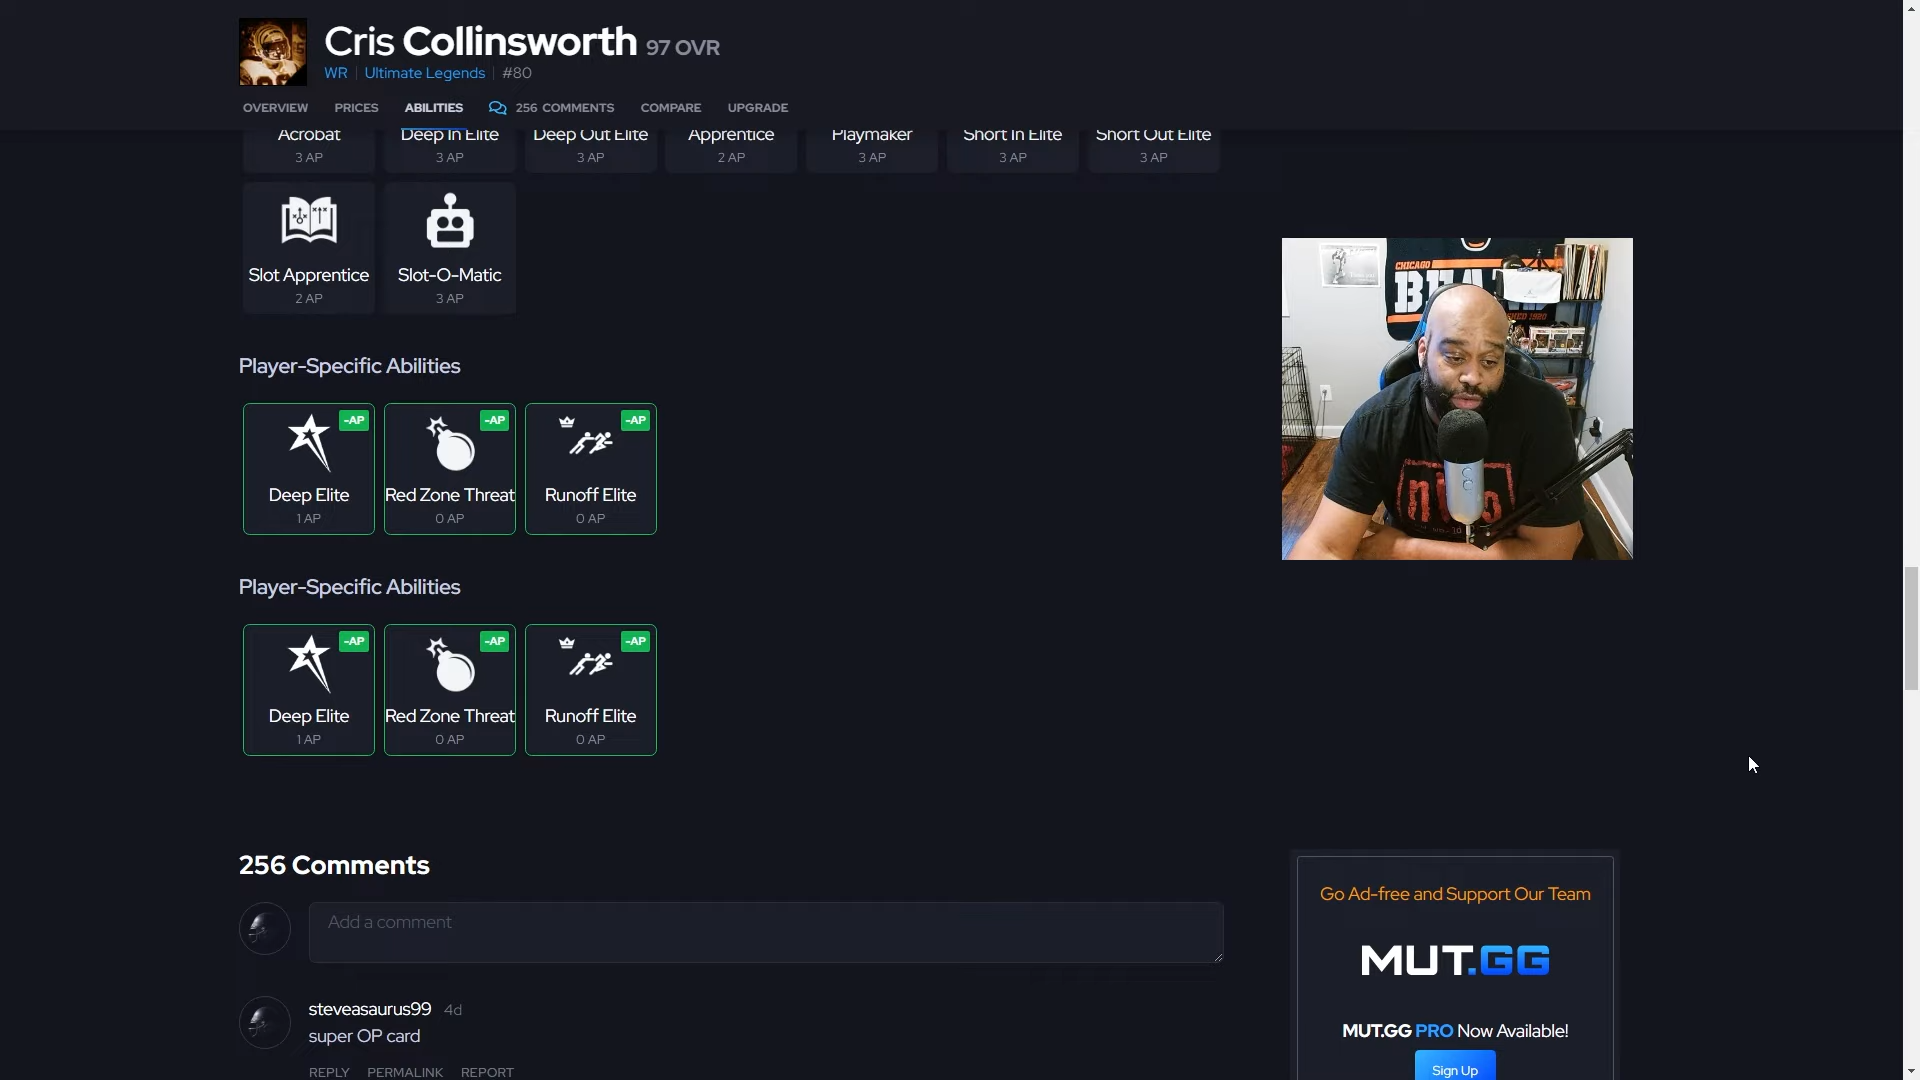 Cris Collinsworth 97 OVR
WR Ultimate Legends #80
OVERVIEW PRICES ABILITIES 256 COMMENTS COMPARE UPGRADE
Acrobat Deep In Elite Deep Out Elite Apprentice Playmaker Short In Elite Short Out Elite
3 AP 3 AP 3 AP 2 AP 3 AP 3 AP 3 AP
Slot Apprentice Slot-O-Matic
2 AP 3 AP
CHICAGO
Player-Specific Abilities
-AP -AP -AP
Deep Elite Red Zone Threat Runoff Elite
1 AP 0 AP 0 AP
Player-Specific Abilities
-AP -AP -AP
Deep Elite Red Zone Threat Runoff Elite
1 AP 0 AP 0 AP
256 Comments
Add a comment
steveasaurus99 4d
super OP card
REPLY PERMALINK REPORT
Go Ad-free and Support Our Team
MUT.GG
MUT.GG PRO Now Available!
Sign Up